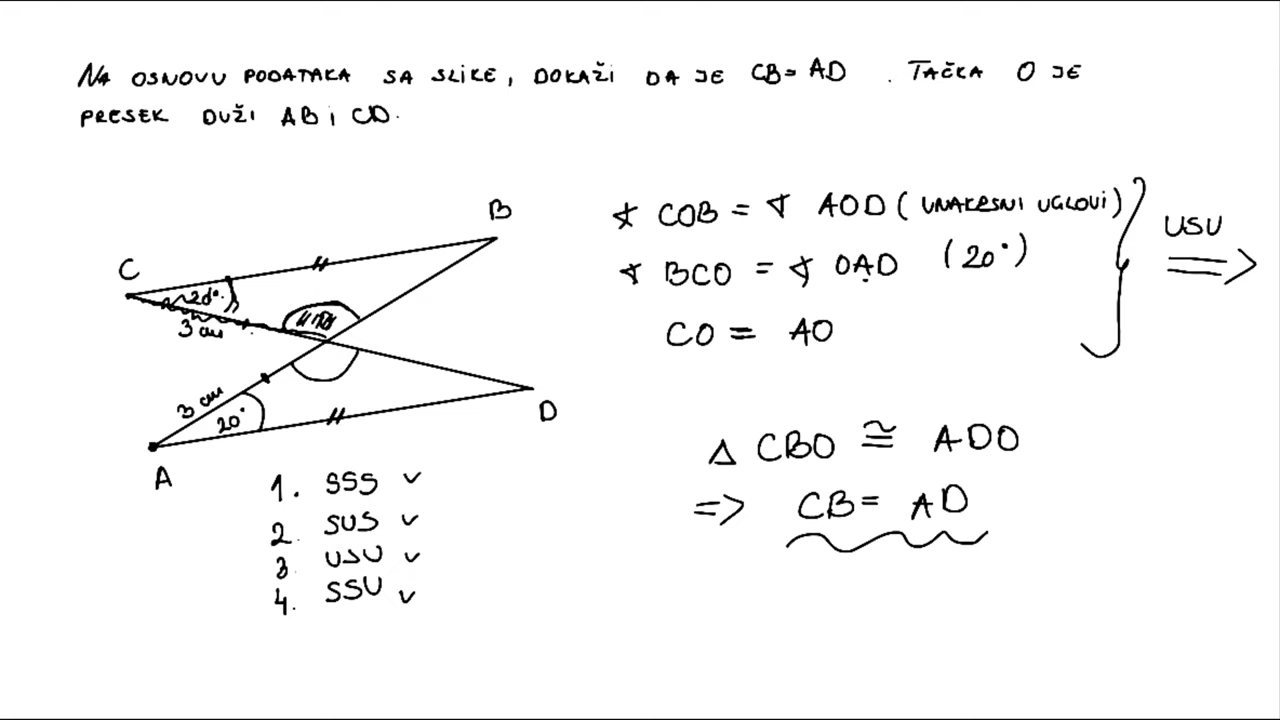 NA OSNOVU PODATAKA SA SLIKE, DOKAŽI DA JE CB = AD . TAČKA O JE
PRESEK DUŽI AB i CD.
B
C
20°
3 cm
3 cm
20°
A
D
1. SSS ✓
2. SUS ✓
3. USU ✓
4. SSU ✓
∢ COB = ∢ AOD ( UNAKRSNI UGLOVI )
∢ BCO = ∢ OAD (20°)
CO = AO
USU
⟹
△ CBO ≅ ADO
=> CB = AD